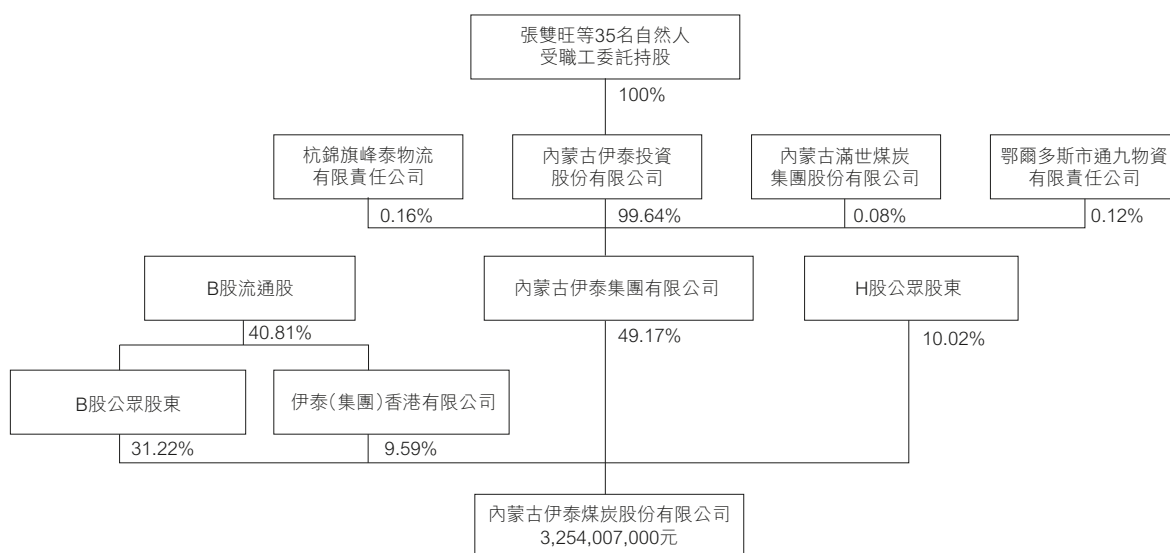 張雙旺等35名自然人
受職工委託持股
100%
杭錦旗峰泰物流
有限責任公司
內蒙古伊泰投資
股份有限公司
內蒙古滿世煤炭
集團股份有限公司
鄂爾多斯市通九物資
有限責任公司
0.16%
99.64%
0.08%
0.12%
B股流通股
內蒙古伊泰集團有限公司
H股公眾股東
40.81%
49.17%
10.02%
B股公眾股東
伊泰(集團)香港有限公司
31.22%
9.59%
內蒙古伊泰煤炭股份有限公司
3,254,007,000元